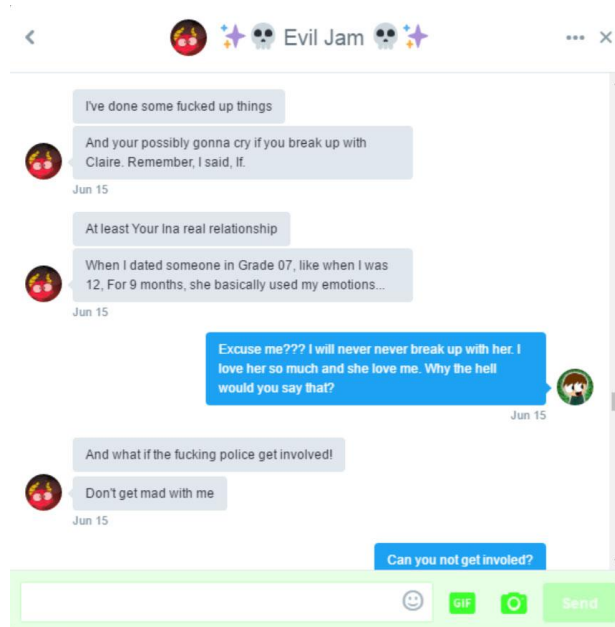 ✨💀 Evil Jam 💀✨
I've done some fucked up things
And your possibly gonna cry if you break up with
Claire. Remember, I said, If.
Jun 15
At least Your Ina real relationship
When I dated someone in Grade 07, like when I was
12, For 9 months, she basically used my emotions...
Jun 15
Excuse me??? I will never never break up with her. I
love her so much and she love me. Why the hell
would you say that?
Jun 15
And what if the fucking police get involved!
Don't get mad with me
Jun 15
Can you not get involed?
GIF
Send